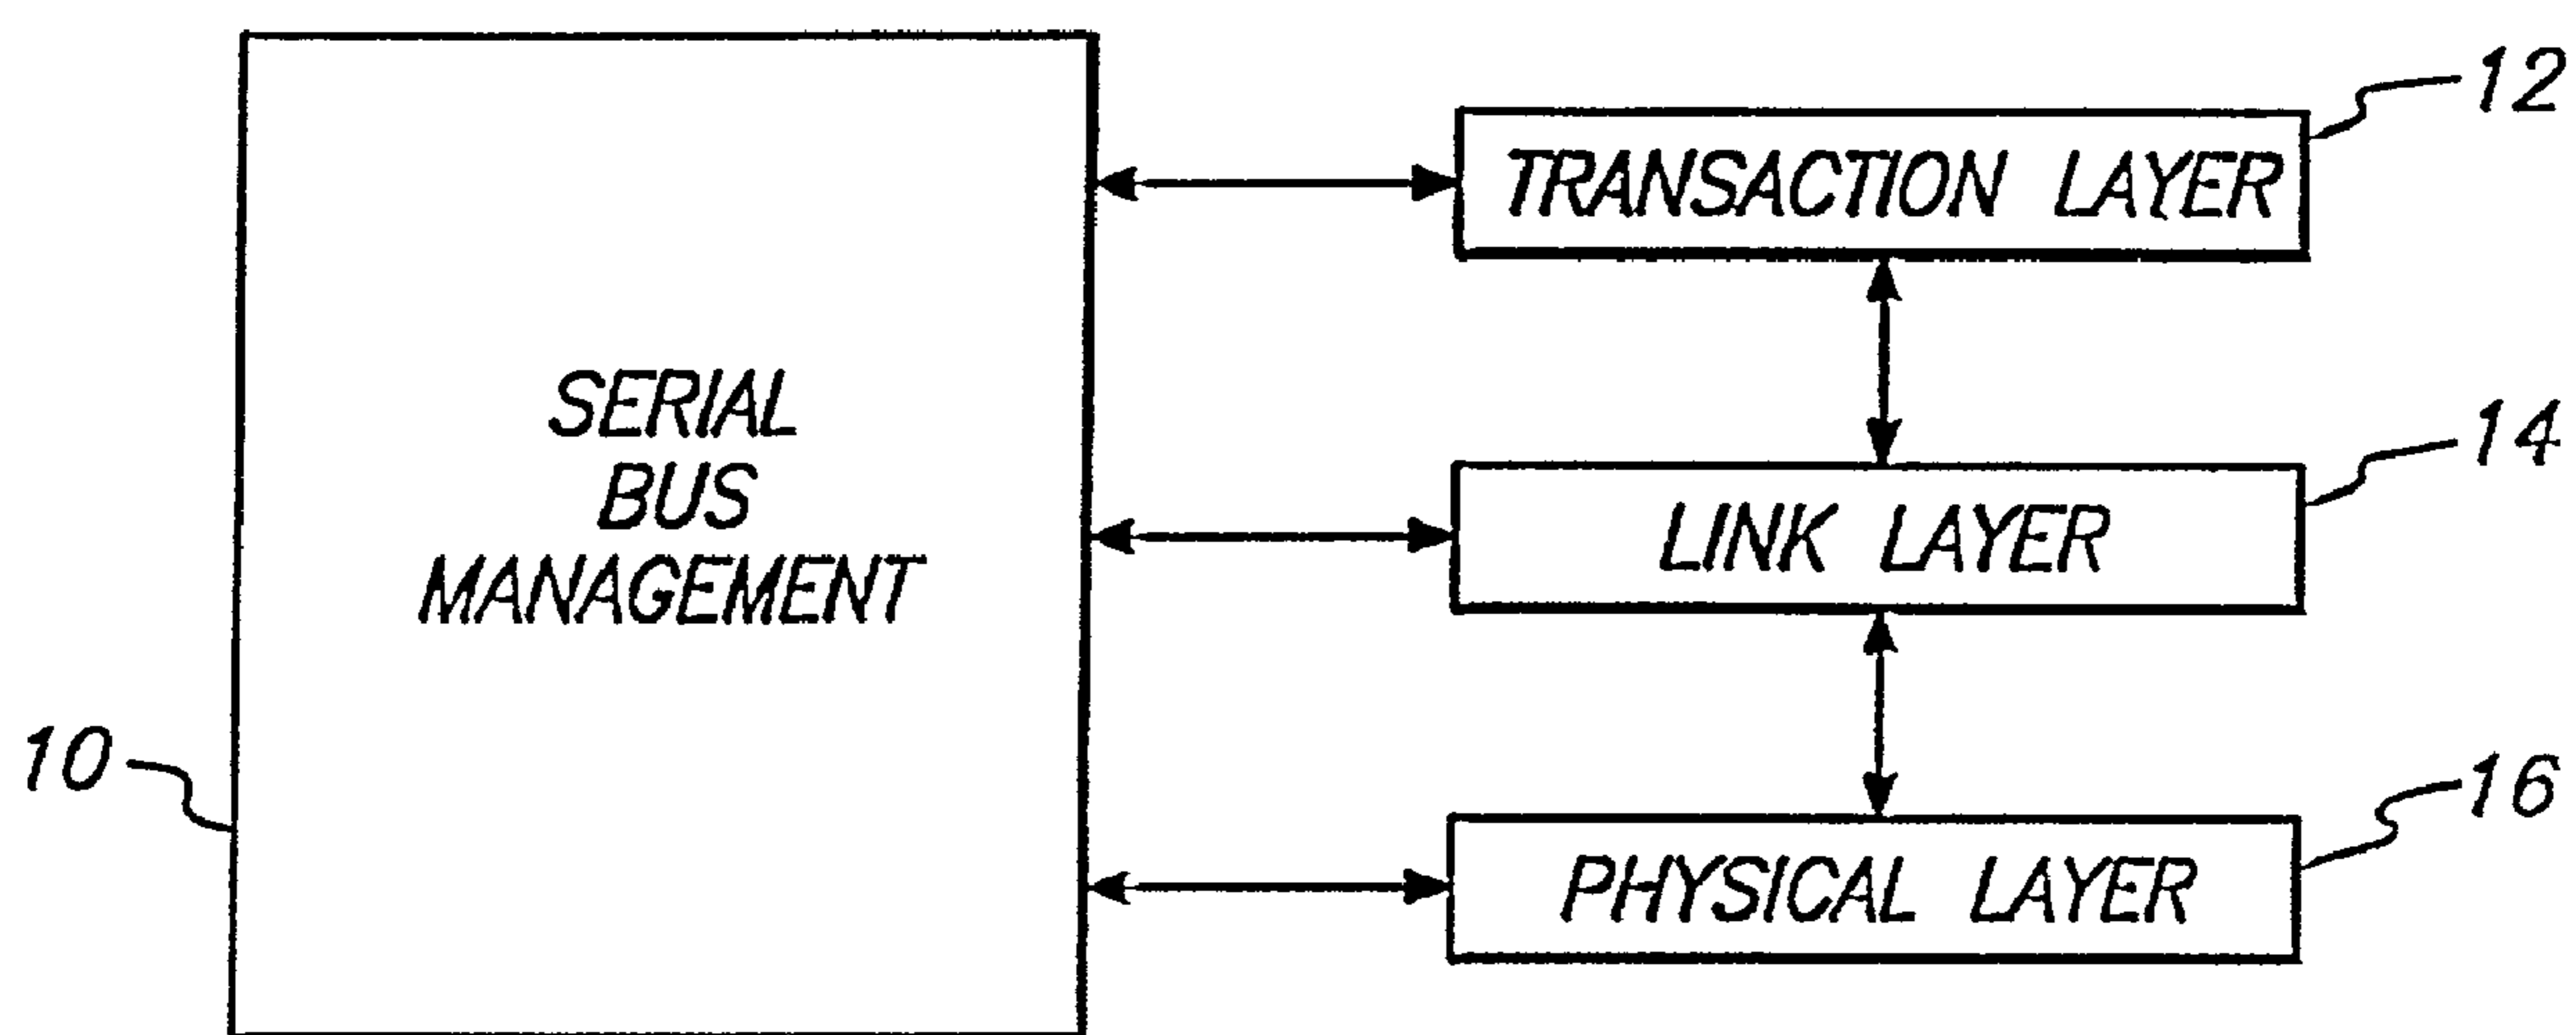 12
TRANSACTION LAYER
SERIAL
BUS
MANAGEMENT
14
LINK LAYER
10
16
PHYSICAL LAYER